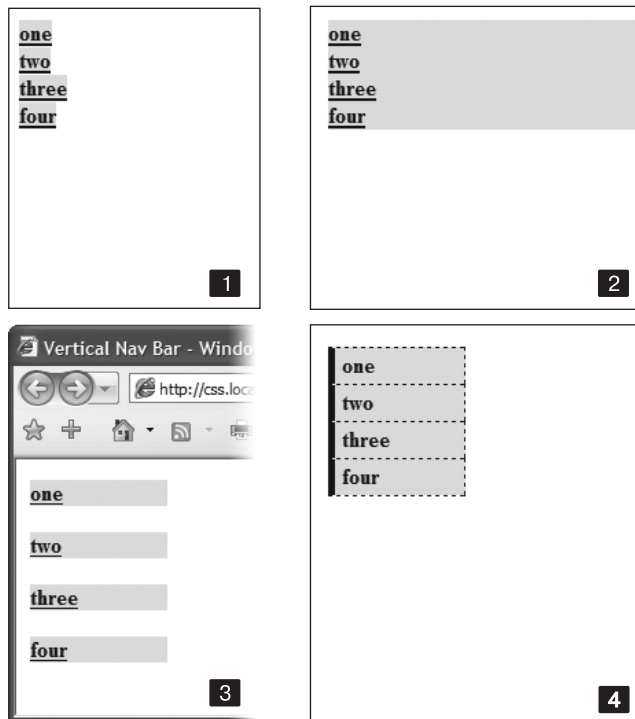 one
two
three
four
1
one
two
three
four
2
Vertical Nav Bar - Windo
http://css.loca
one
two
three
four
3
one
two
three
four
4